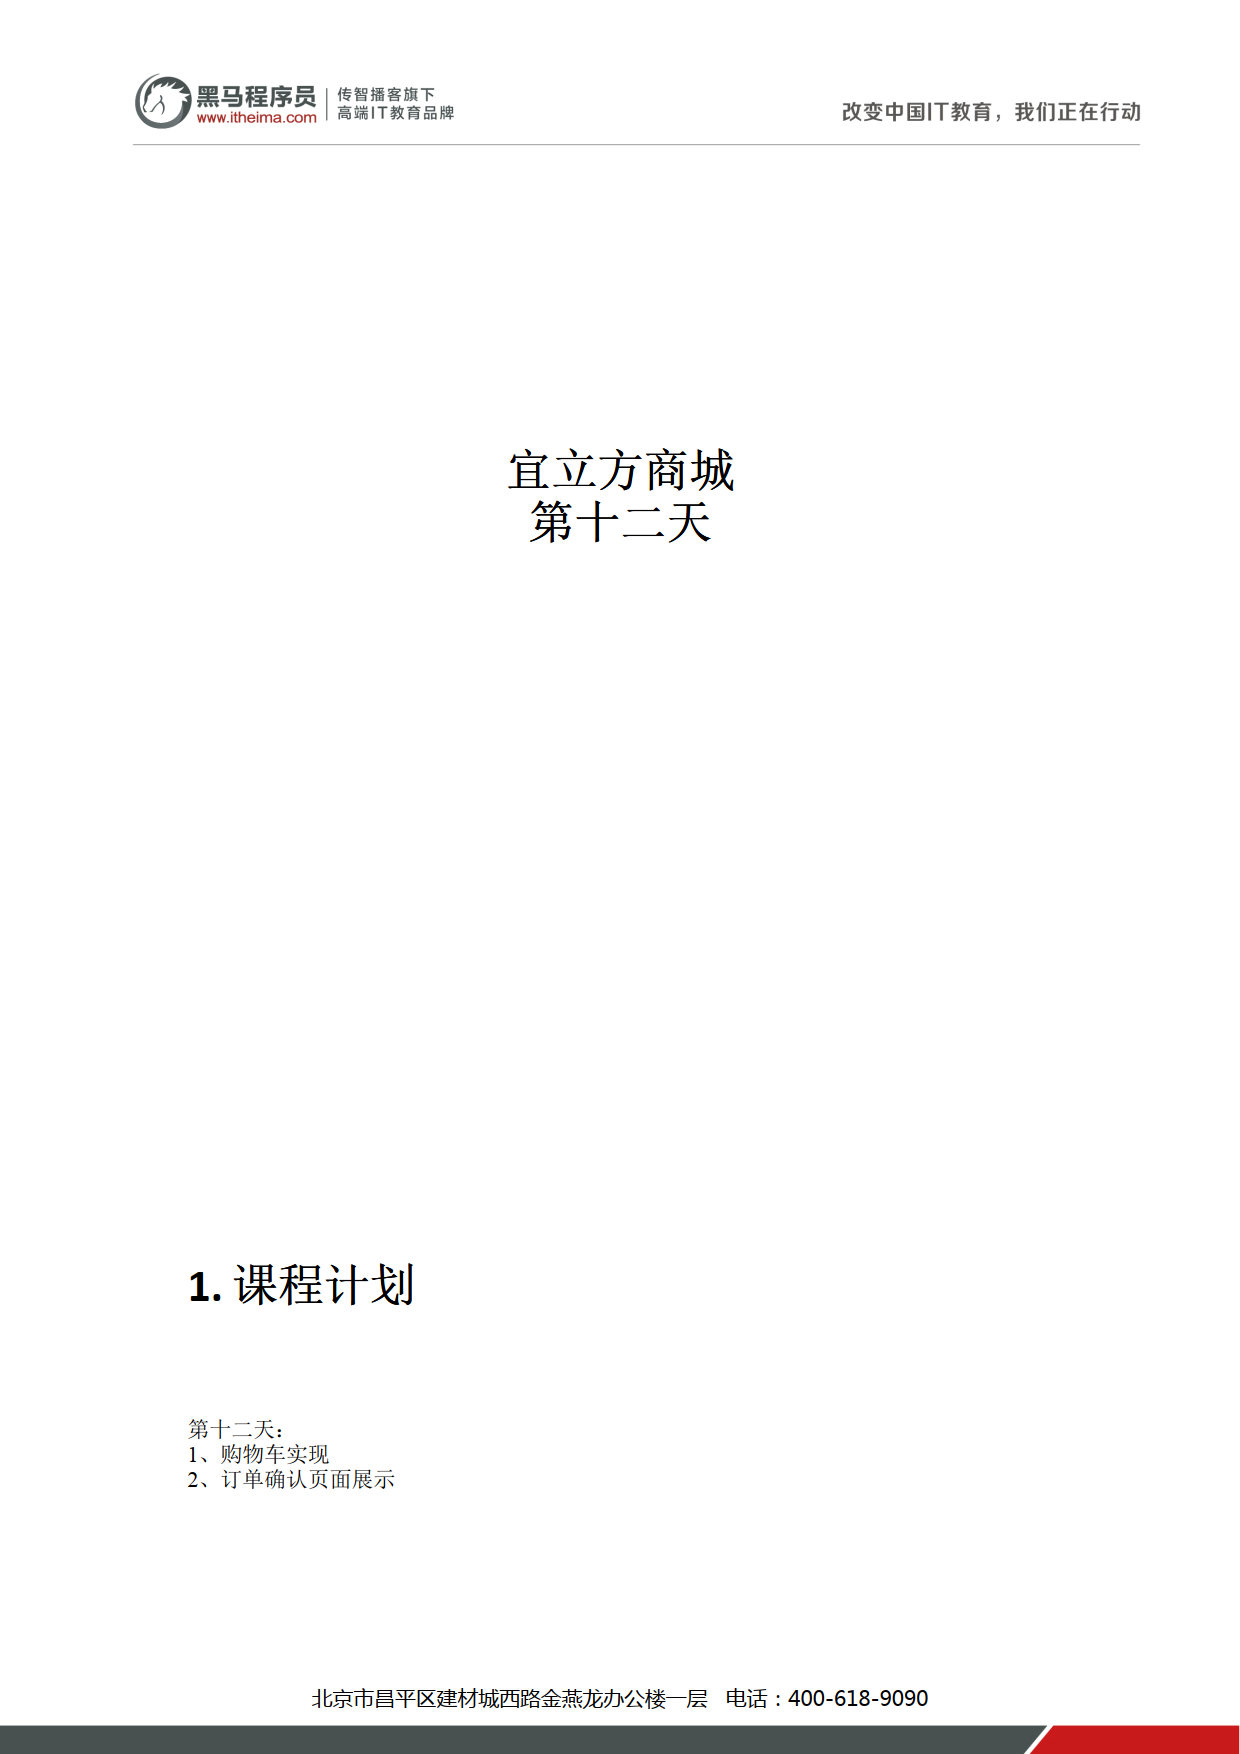 黑马程序员
www.itheima.com
传智播客旗下
高端IT教育品牌
改变中国IT教育，我们正在行动
宜立方商城
第十二天
1. 课程计划
第十二天：
1、购物车实现
2、订单确认页面展示
北京市昌平区建材城西路金燕龙办公楼一层 电话：400-618-9090